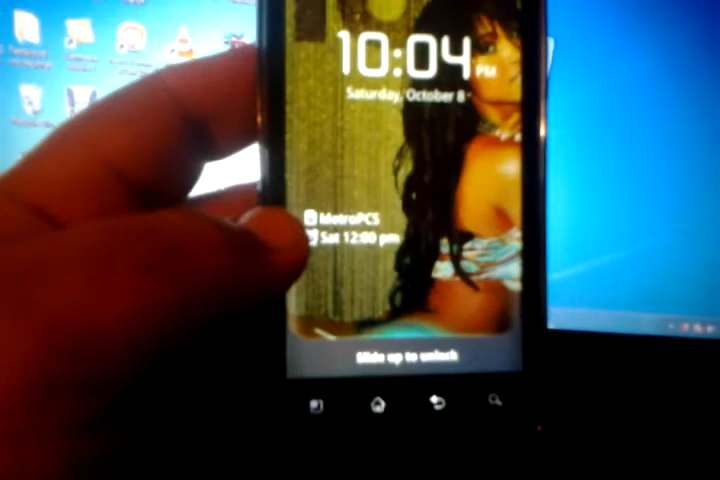 10:04 PM
Saturday, October 8
MetroPCS
Sat 12:00 pm
Slide up to unlock